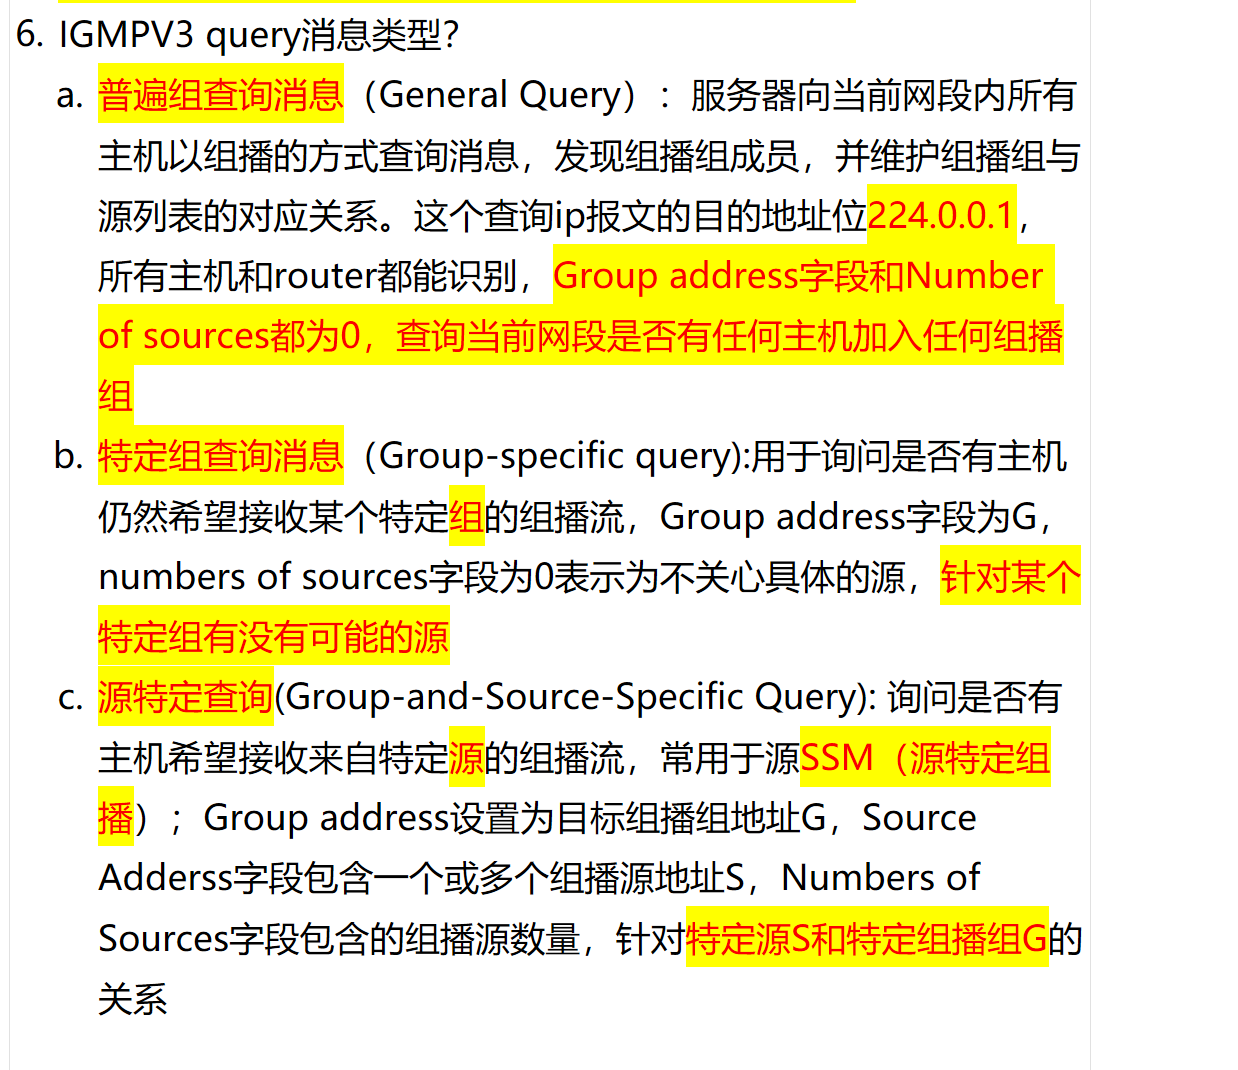 6. IGMPV3 query消息类型？
a. 普遍组查询消息（General Query）：服务器向当前网段内所有
主机以组播的方式查询消息，发现组播组成员，并维护组播组与
源列表的对应关系。这个查询ip报文的目的地址位224.0.0.1，
所有主机和router都能识别，Group address字段和Number
of sources都为0，查询当前网段是否有任何主机加入任何组播
组
b. 特定组查询消息（Group-specific query):用于询问是否有主机
仍然希望接收某个特定组的组播流，Group address字段为G，
numbers of sources字段为0表示为不关心具体的源，针对某个
特定组有没有可能的源
c. 源特定查询(Group-and-Source-Specific Query): 询问是否有
主机希望接收来自特定源的组播流，常用于源SSM（源特定组
播）；Group address设置为目标组播组地址G，Source
Adderss字段包含一个或多个组播源地址S，Numbers of
Sources字段包含的组播源数量，针对特定源S和特定组播组G的
关系